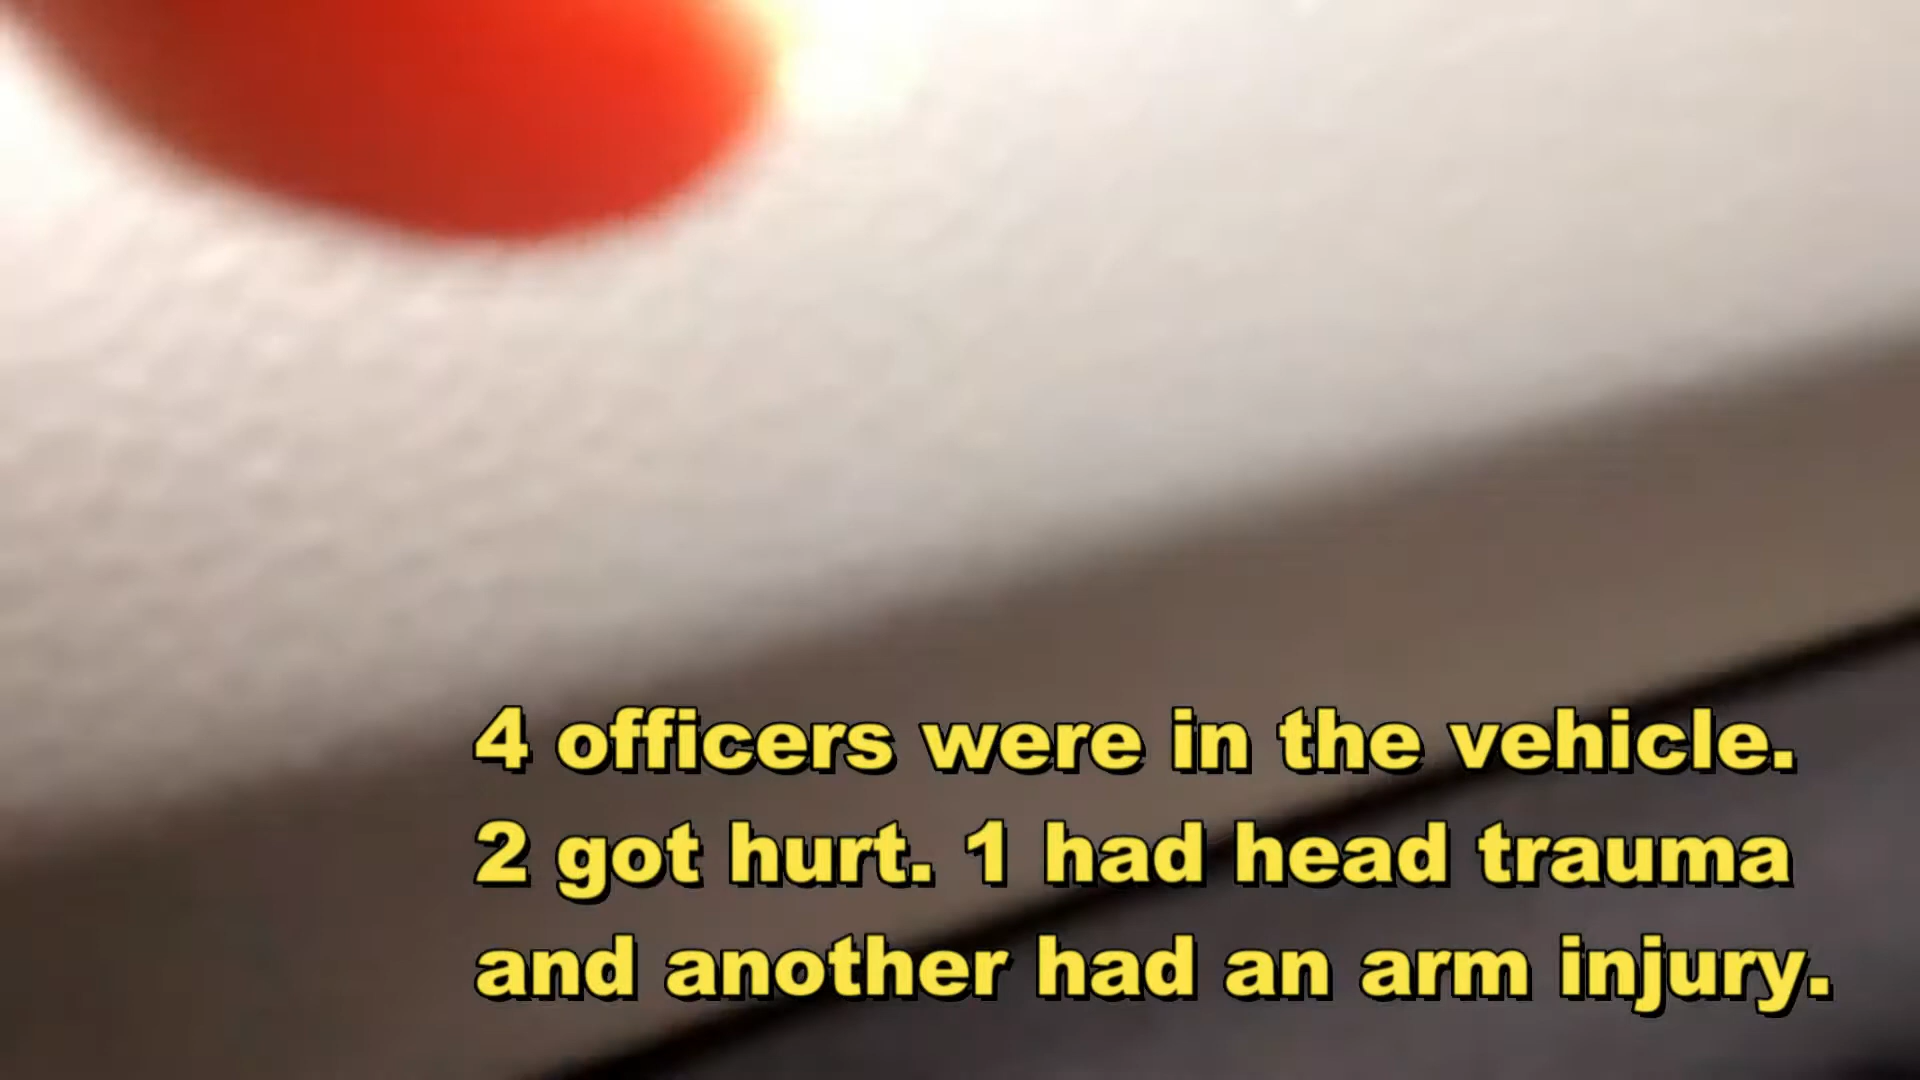 4 officers were in the vehicle.
2 got hurt. 1 had head trauma
and another had an arm injury.